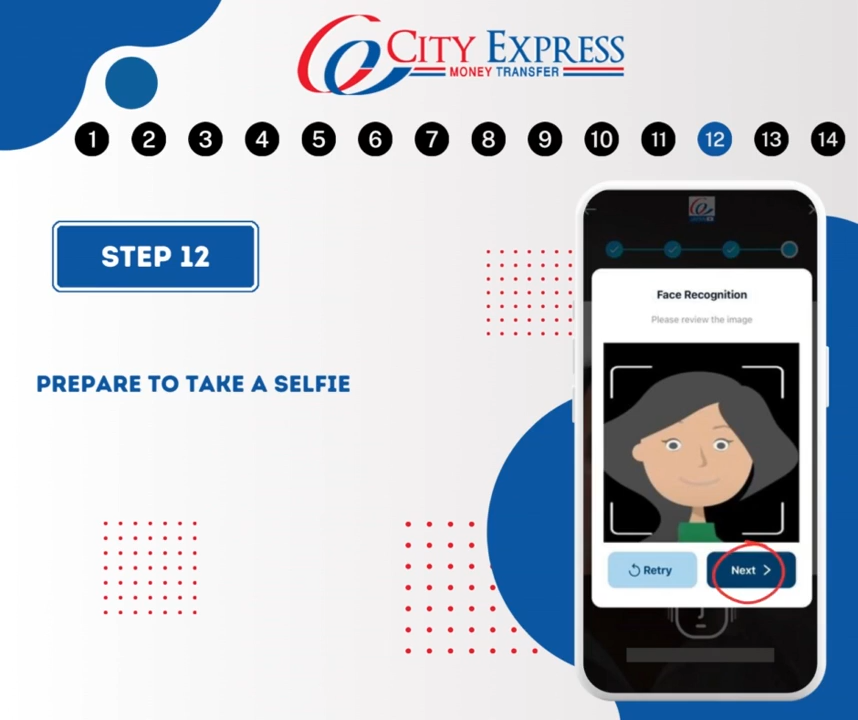 CITY EXPRESS
MONEY TRANSFER
1 2 3 4 5 6 7 8 9 10 11 12 13 14
STEP 12
PREPARE TO TAKE A SELFIE
Face Recognition
Please review the image
Retry
Next